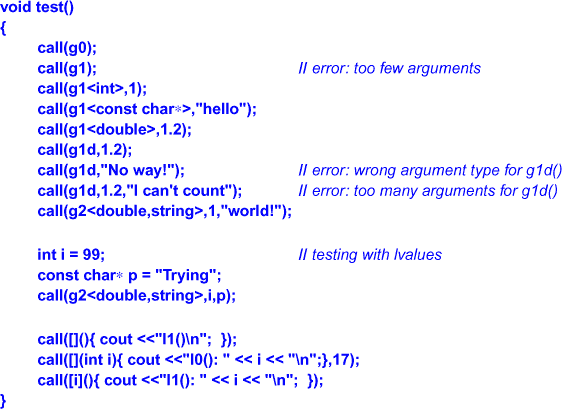 void test()
{
call(g0);
call(g1); // error: too few arguments
call(g1<int>,1);
call(g1<const char*>,"hello");
call(g1<double>,1.2);
call(g1d,1.2);
call(g1d,"No way!"); // error: wrong argument type for g1d()
call(g1d,1.2,"I can't count"); // error: too many arguments for g1d()
call(g2<double,string>,1,"world!");
int i = 99; // testing with lvalues
const char* p = "Trying";
call(g2<double,string>,i,p);
call([](){ cout <<"l1()\n"; });
call([](int i){ cout <<"l0(): " << i << "\n";},17);
call([i](){ cout <<"l1(): " << i << "\n"; });
}